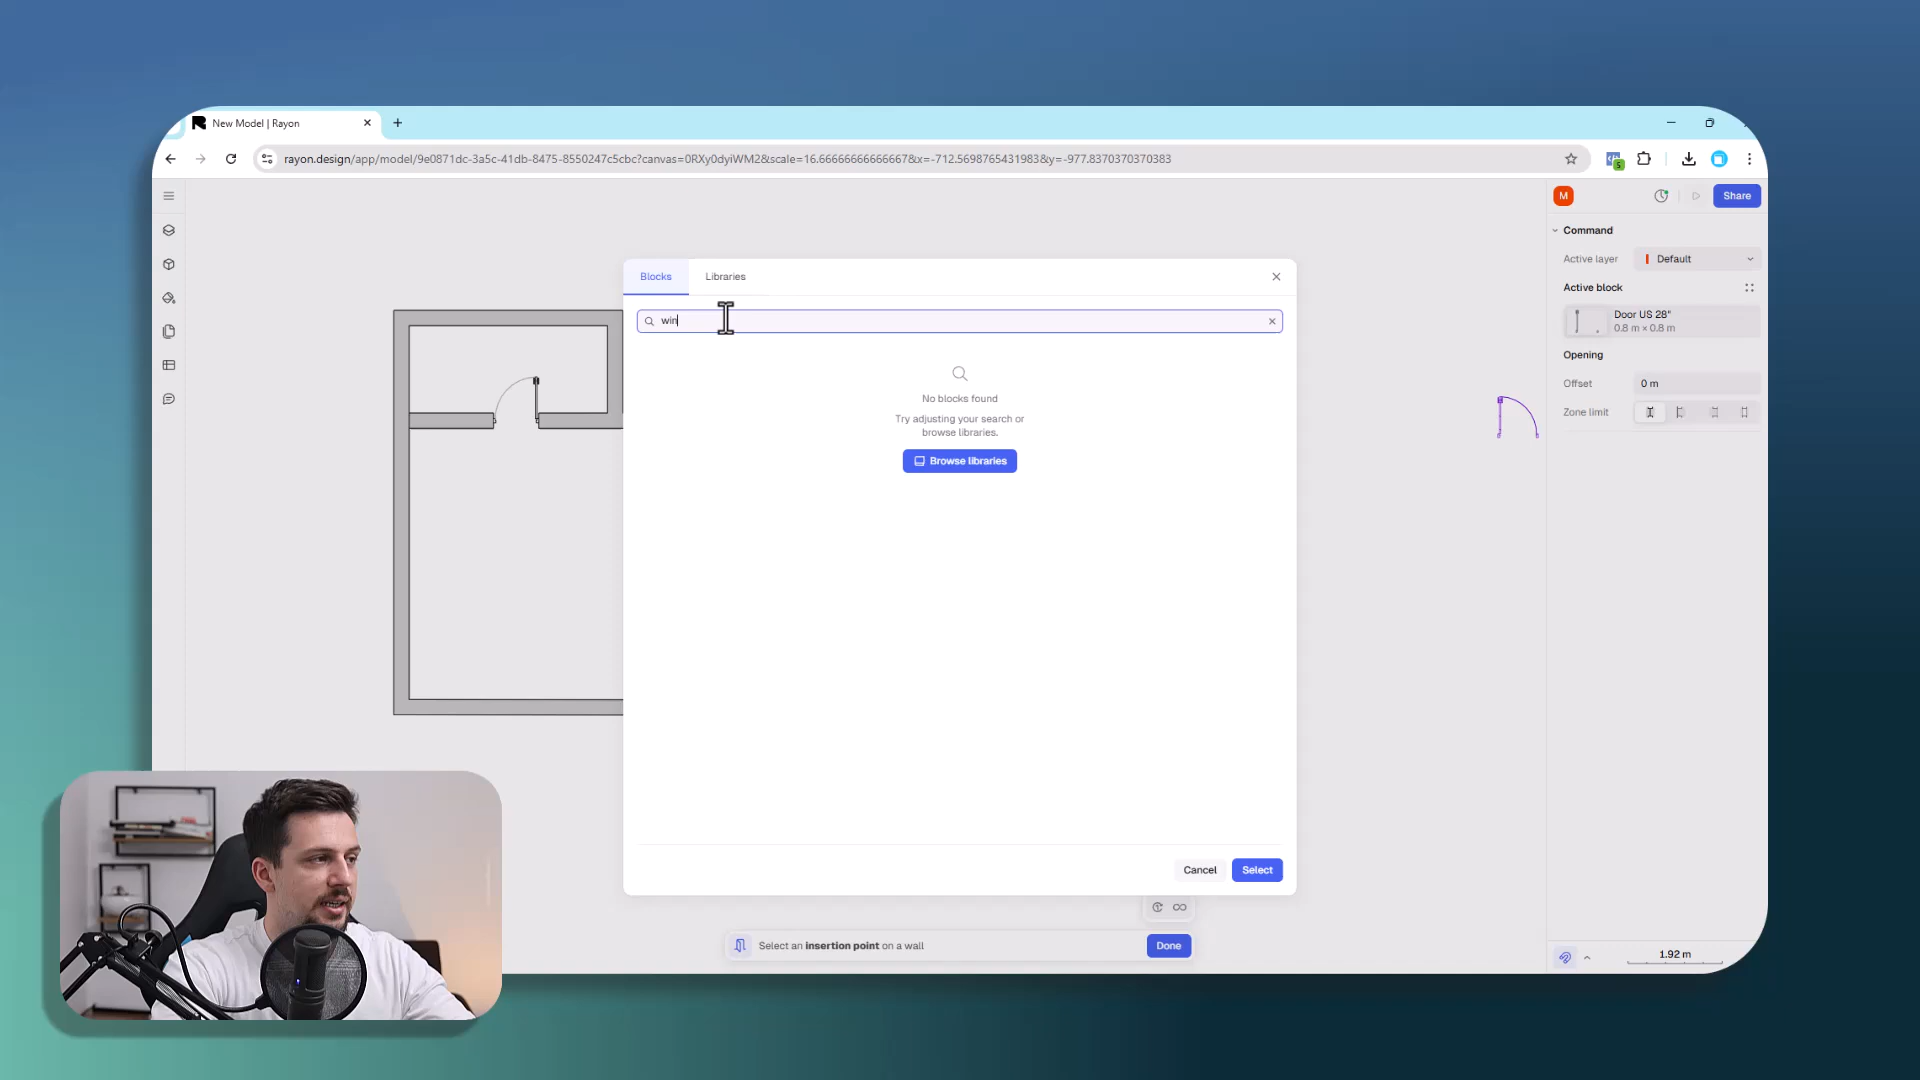 New Model | Rayon
rayon.design/app/model/9e0871dc-3a5c-41db-8475-8550247c5cbc?canvas=0RXy0dyiWM2&scale=16.66666666666667&x=-712.5698765431983&y=-977.8370370370383
5
M
Share
Command
Active layer
Default
Active block
Door US 28"
0.8 m × 0.8 m
Opening
Offset
0 m
Zone limit
Blocks
Libraries
win
No blocks found
Try adjusting your search or
browse libraries.
Browse libraries
Cancel
Select
Select an insertion point on a wall
Done
1.92 m